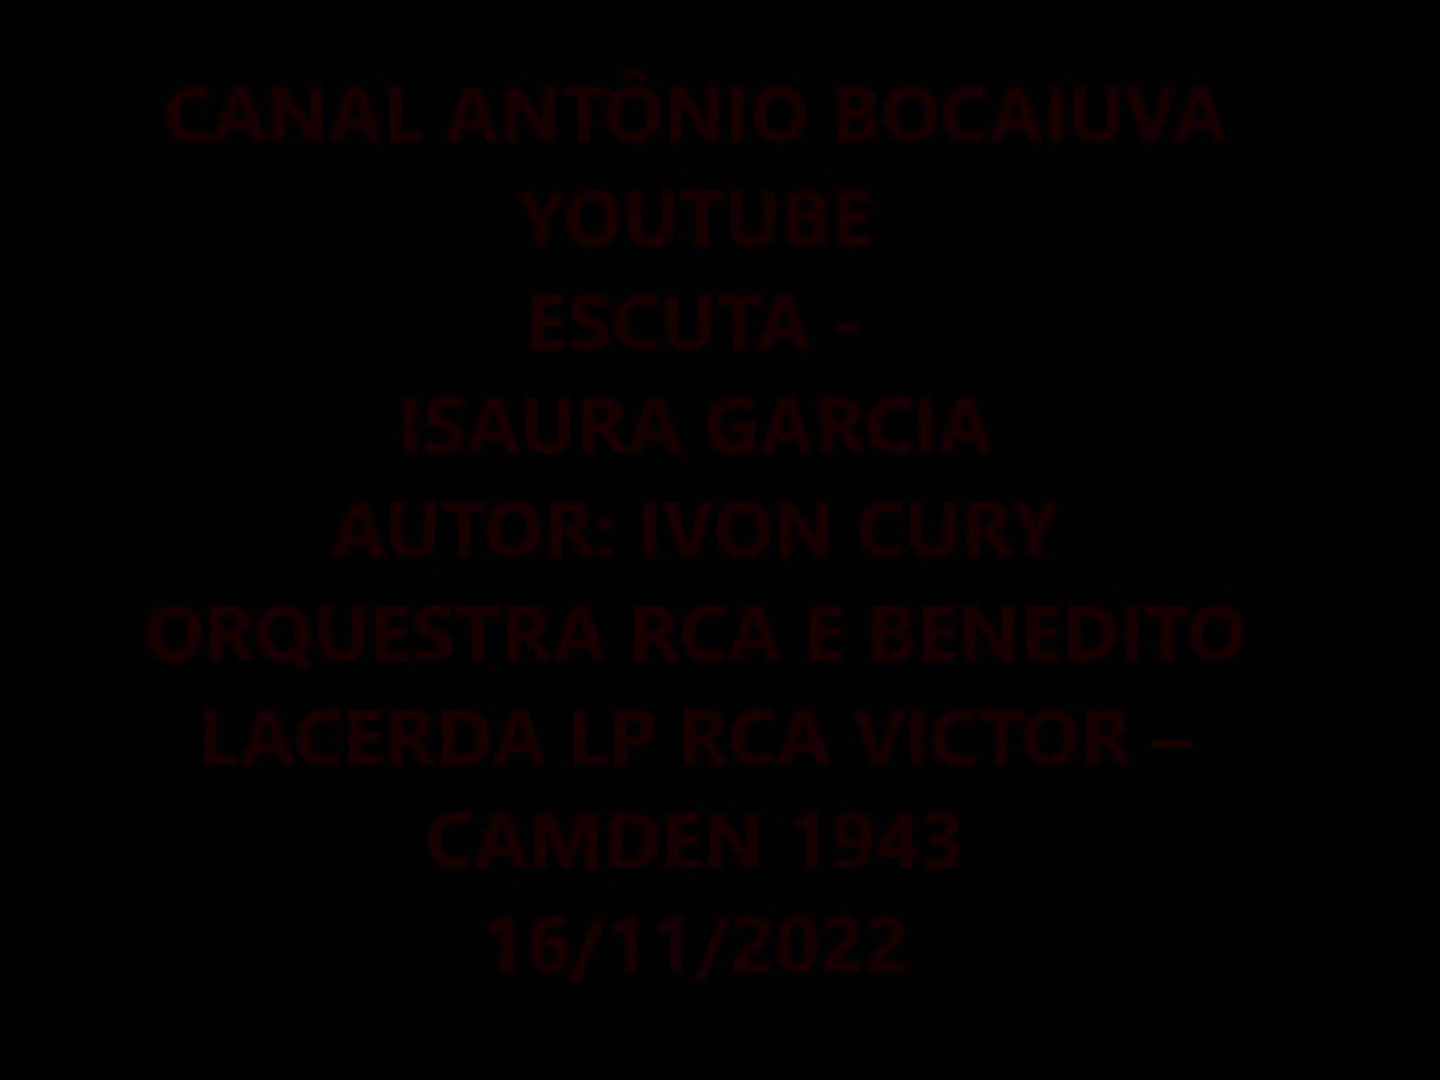 CANAL ANTÔNIO BOCAIUVA
YOUTUBE
ESCUTA -
ISAURA GARCIA
AUTOR: IVON CURY
ORQUESTRA RCA E BENEDITO
LACERDA LP RCA VICTOR –
CAMDEN 1943
16/11/2022